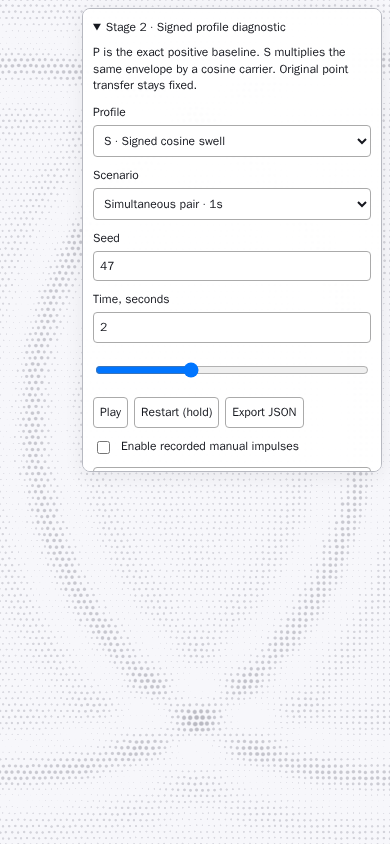 ▼ Stage 2 · Signed profile diagnostic
P is the exact positive baseline. S multiplies the
same envelope by a cosine carrier. Original point
transfer stays fixed.
Profile
S · Signed cosine swell
Scenario
Simultaneous pair · 1s
Seed
47
Time, seconds
2
Play Restart (hold) Export JSON
Enable recorded manual impulses